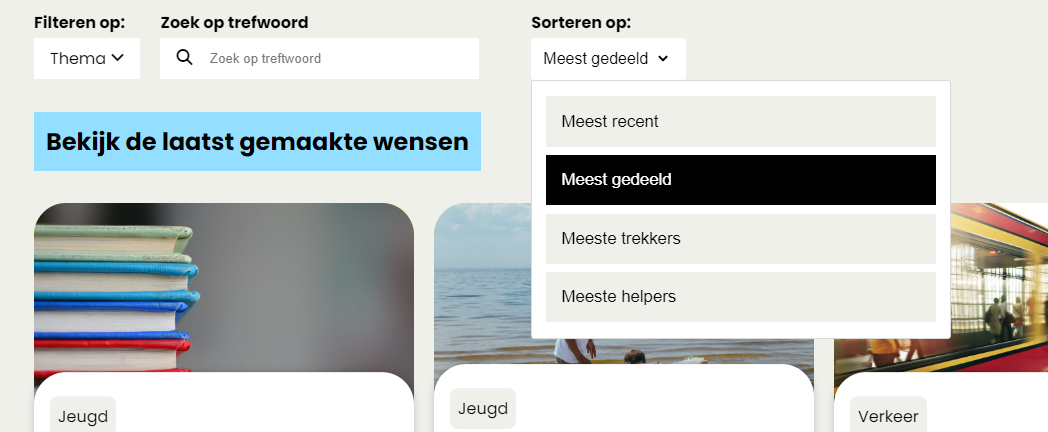 Filteren op:
Zoek op trefwoord
Sorteren op:
Thema
Zoek op treftwoord
Meest gedeeld
Meest recent
Meest gedeeld
Meeste trekkers
Meeste helpers
Bekijk de laatst gemaakte wensen
Jeugd
Jeugd
Verkeer